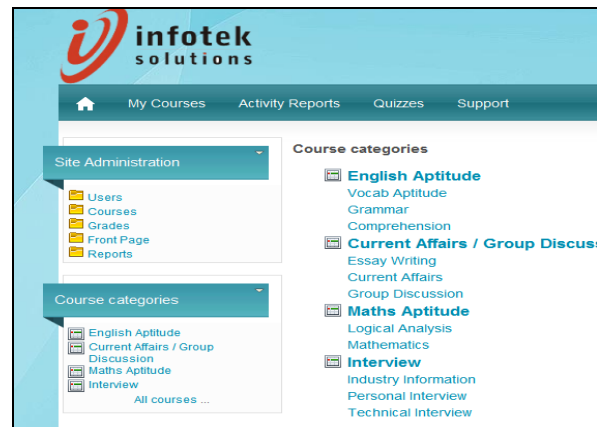 infotek
solutions
My Courses Activity Reports Quizzes Support
Site Administration
Users
Courses
Grades
Front Page
Reports
Course categories
English Aptitude
Current Affairs / Group
Discussion
Maths Aptitude
Interview
All courses ...
Course categories
English Aptitude
Vocab Aptitude
Grammar
Comprehension
Current Affairs / Group
Essay Writing
Current Affairs
Group Discussion
Maths Aptitude
Logical Analysis
Mathematics
Interview
Industry Information
Personal Interview
Technical Interview